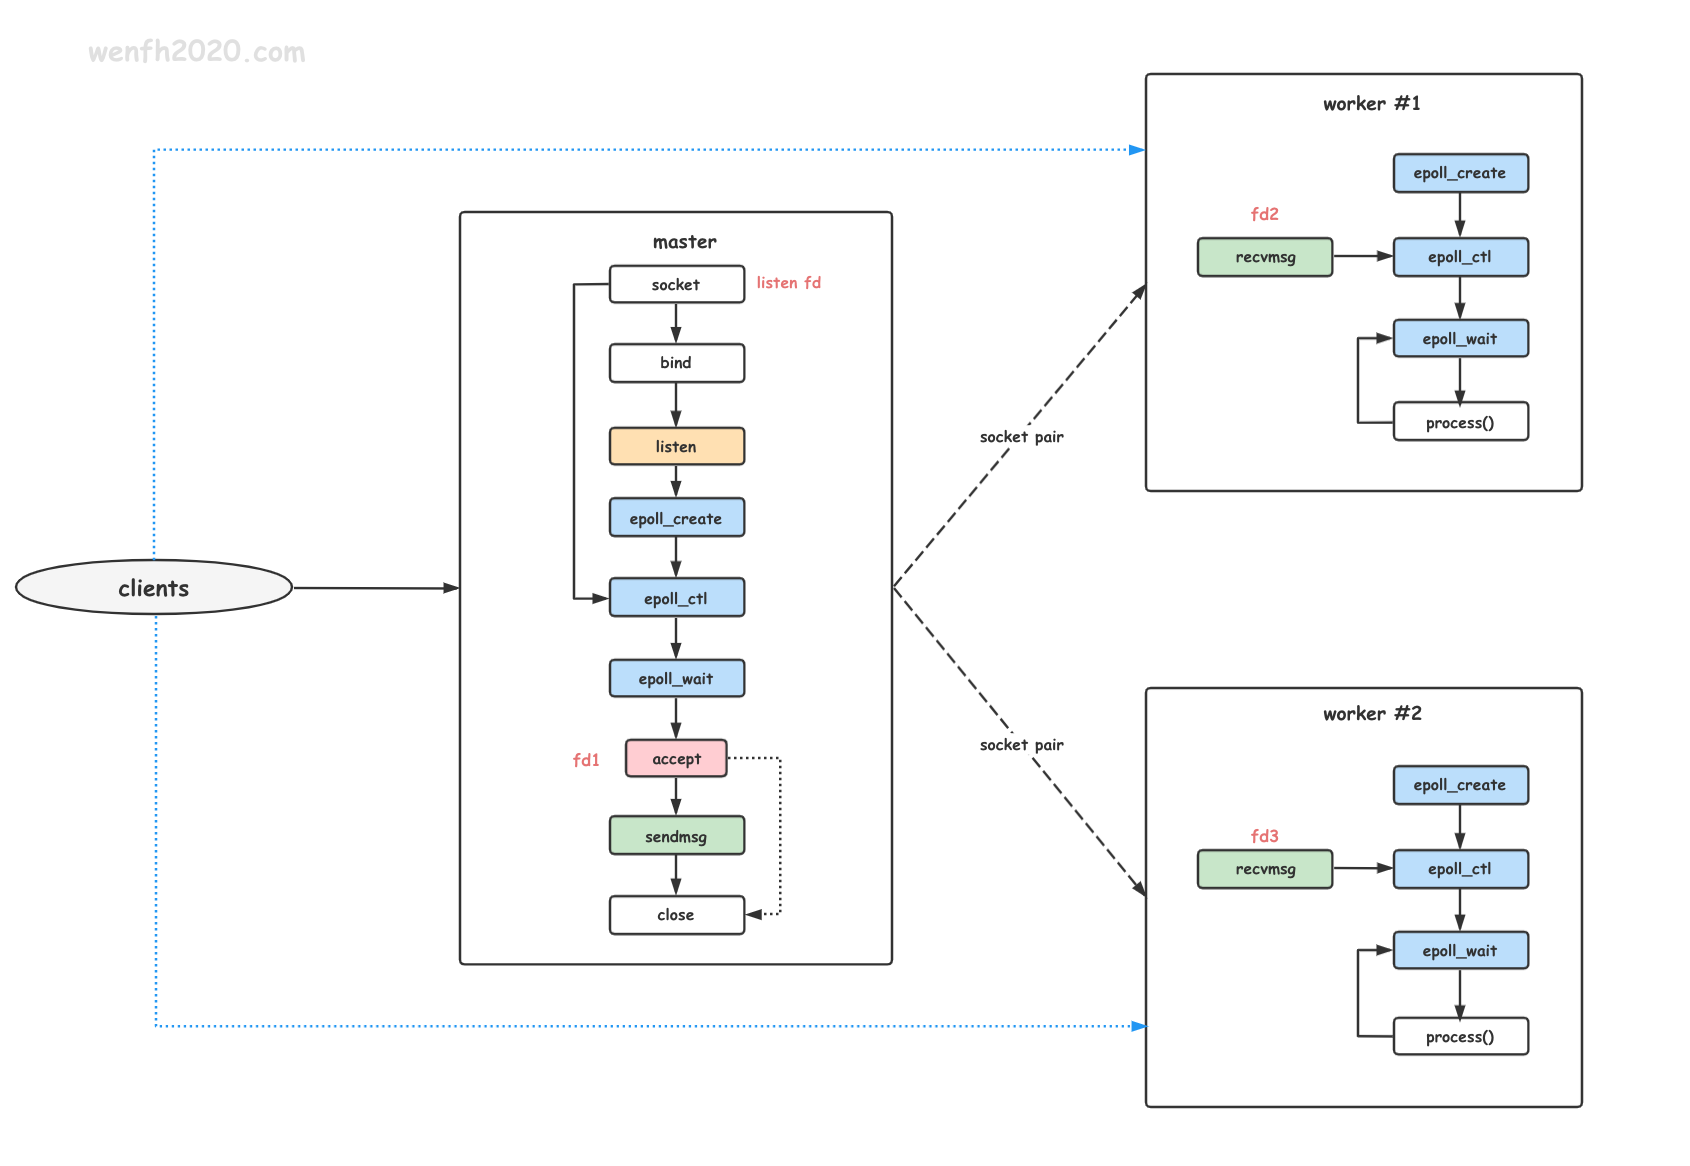 wenfh2020.com
clients
master
socket
listen fd
bind
listen
epoll_create
epoll_ctl
epoll_wait
fd1
accept
sendmsg
close
socket pair
socket pair
worker #1
epoll_create
fd2
recvmsg
epoll_ctl
epoll_wait
process()
worker #2
epoll_create
fd3
recvmsg
epoll_ctl
epoll_wait
process()